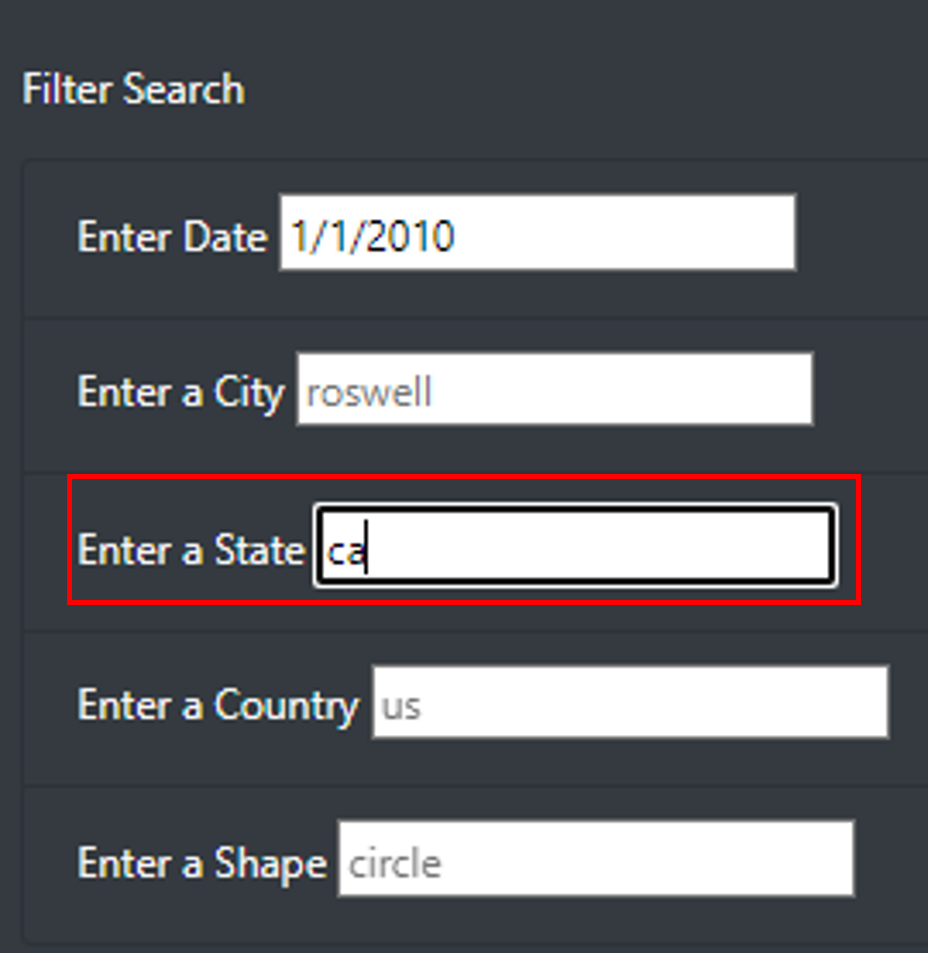 Filter Search
Enter Date 1/1/2010
Enter a City roswell
Enter a State ca
Enter a Country us
Enter a Shape circle